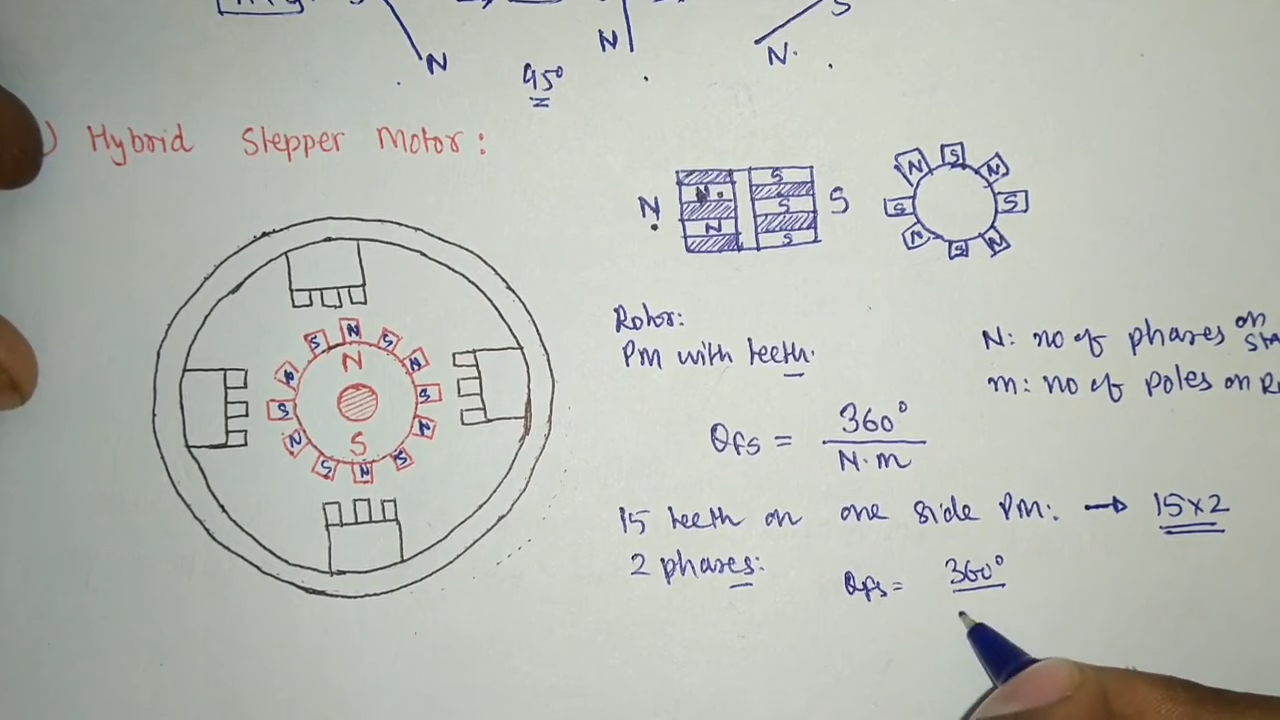 S
N
N
S
N.
45°
) Hybrid Stepper Motor:
N
N
N
S
S
S
S
N S N
S S
N S N
Rotor:
PM with teeth.
N: no of phases on Sta
m: no of poles on R
θfs = 360° / N·m
15 teeth on one side PM: → 15×2
2 phases:
θfs = 360°
S N S
N N
S S
N N
S N S
N
S